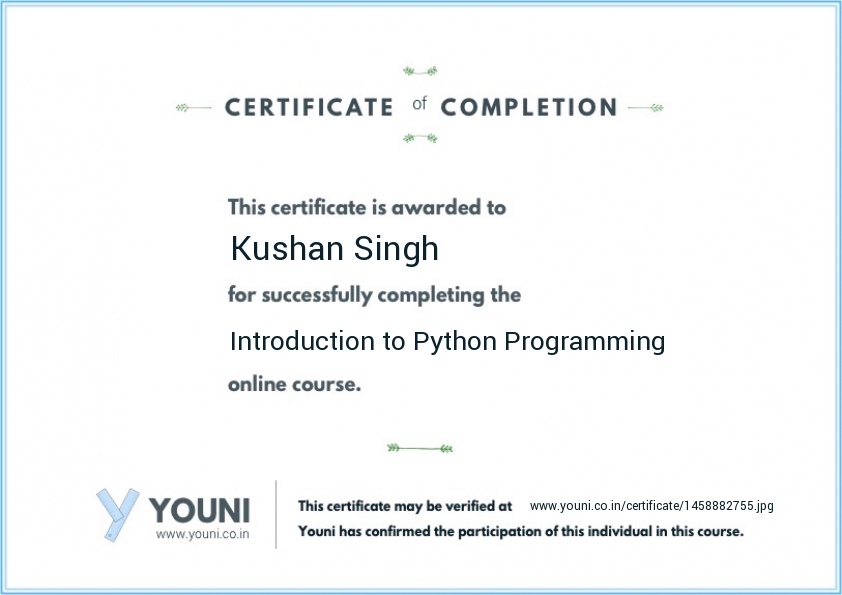 CERTIFICATE of COMPLETION
This certificate is awarded to
Kushan Singh
for successfully completing the
Introduction to Python Programming
online course.
YOUNI
www.youni.co.in
This certificate may be verified at www.youni.co.in/certificate/1458882755.jpg
Youni has confirmed the participation of this individual in this course.